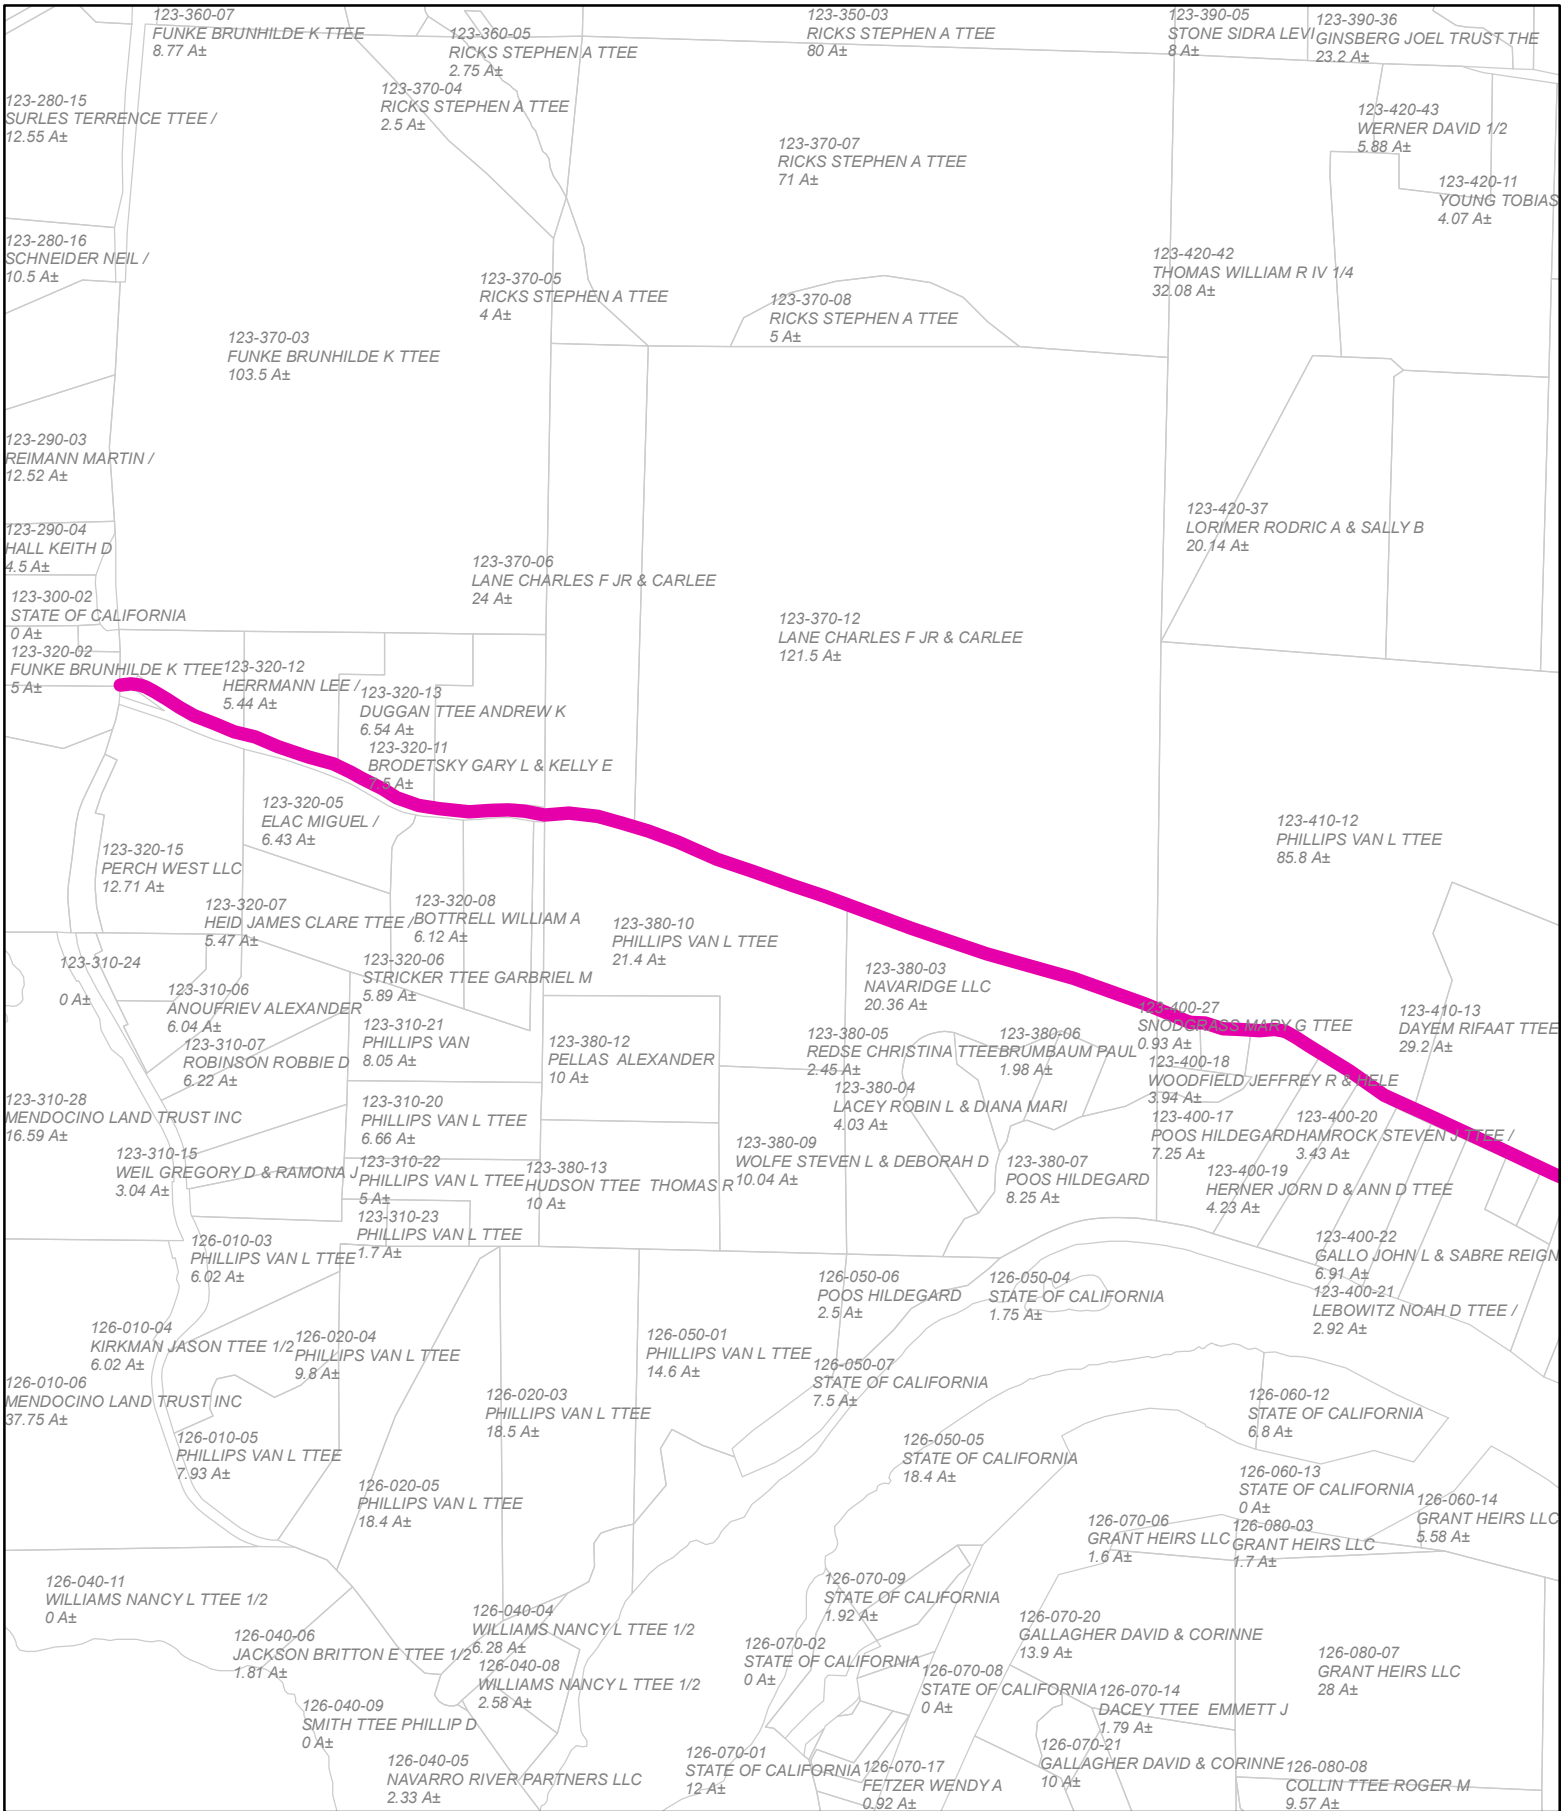 123-360-07
FUNKE BRUNHILDE K TTEE
8.77 A±
123-360-05
RICKS STEPHEN A TTEE
2.75 A±
123-350-03
RICKS STEPHEN A TTEE
80 A±
123-390-05
STONE SIDRA LEVI
8 A±
123-390-36
GINSBERG JOEL TRUST THE
23.2 A±
123-280-15
SURLES TERRENCE TTEE /
12.55 A±
123-370-04
RICKS STEPHEN A TTEE
2.5 A±
123-370-07
RICKS STEPHEN A TTEE
71 A±
123-420-43
WERNER DAVID 1/2
5.88 A±
123-420-11
YOUNG TOBIAS
4.07 A±
123-280-16
SCHNEIDER NEIL /
10.5 A±
123-370-05
RICKS STEPHEN A TTEE
4 A±
123-370-08
RICKS STEPHEN A TTEE
5 A±
123-420-42
THOMAS WILLIAM R IV 1/4
32.08 A±
123-370-03
FUNKE BRUNHILDE K TTEE
103.5 A±
123-290-03
REIMANN MARTIN /
12.52 A±
123-290-04
HALL KEITH D
4.5 A±
123-420-37
LORIMER RODRIC A & SALLY B
20.14 A±
123-370-06
LANE CHARLES F JR & CARLEE
24 A±
123-300-02
STATE OF CALIFORNIA
0 A±
123-370-12
LANE CHARLES F JR & CARLEE
121.5 A±
123-320-02
FUNKE BRUNHILDE K TTEE
5 A±
123-320-12
HERRMANN LEE /
5.44 A±
123-320-13
DUGGAN TTEE ANDREW K
6.54 A±
123-320-11
BRODETSKY GARY L & KELLY E
7.5 A±
123-320-05
ELAC MIGUEL /
6.43 A±
123-410-12
PHILLIPS VAN L TTEE
85.8 A±
123-320-15
PERCH WEST LLC
12.71 A±
123-320-07
HEID JAMES CLARE TTEE /
5.47 A±
123-320-08
BOTTRELL WILLIAM A
6.12 A±
123-380-10
PHILLIPS VAN L TTEE
21.4 A±
123-310-24
0 A±
123-320-06
STRICKER TTEE GARBRIEL M
5.89 A±
123-380-03
NAVARIDGE LLC
20.36 A±
123-310-06
ANOUFRIEV ALEXANDER
6.04 A±
123-400-27
SNODGRASS MARY G TTEE
0.93 A±
123-410-13
DAYEM RIFAAT TTEE
29.2 A±
123-310-21
PHILLIPS VAN
8.05 A±
123-310-07
ROBINSON ROBBIE D
6.22 A±
123-380-12
PELLAS  ALEXANDER
10 A±
123-380-05
REDSE CHRISTINA TTEE
2.45 A±
123-380-06
BRUMBAUM PAUL
1.98 A±
123-400-18
WOODFIELD JEFFREY R & HELE
3.94 A±
123-380-04
LACEY ROBIN L & DIANA MARI
4.03 A±
123-310-28
MENDOCINO LAND TRUST INC
16.59 A±
123-310-20
PHILLIPS VAN L TTEE
6.66 A±
123-400-17
POOS HILDEGARD
7.25 A±
123-400-20
HAMROCK STEVEN J TTEE /
3.43 A±
123-380-09
WOLFE STEVEN L & DEBORAH D
10.04 A±
123-310-15
WEIL GREGORY D & RAMONA J
3.04 A±
123-310-22
PHILLIPS VAN L TTEE
5 A±
123-380-13
HUDSON TTEE  THOMAS R
10 A±
123-380-07
POOS HILDEGARD
8.25 A±
123-400-19
HERNER JORN D & ANN D TTEE
4.23 A±
123-310-23
PHILLIPS VAN L TTEE
1.7 A±
126-010-03
PHILLIPS VAN L TTEE
6.02 A±
123-400-22
GALLO JOHN L & SABRE REIGN
6.91 A±
126-050-06
POOS HILDEGARD
2.5 A±
126-050-04
STATE OF CALIFORNIA
1.75 A±
123-400-21
LEBOWITZ NOAH D TTEE /
2.92 A±
126-010-04
KIRKMAN JASON TTEE 1/2
6.02 A±
126-020-04
PHILLIPS VAN L TTEE
9.8 A±
126-050-01
PHILLIPS VAN L TTEE
14.6 A±
126-050-07
STATE OF CALIFORNIA
7.5 A±
126-010-06
MENDOCINO LAND TRUST INC
37.75 A±
126-020-03
PHILLIPS VAN L TTEE
18.5 A±
126-060-12
STATE OF CALIFORNIA
6.8 A±
126-010-05
PHILLIPS VAN L TTEE
7.93 A±
126-050-05
STATE OF CALIFORNIA
18.4 A±
126-020-05
PHILLIPS VAN L TTEE
18.4 A±
126-060-13
STATE OF CALIFORNIA
0 A±
126-060-14
GRANT HEIRS LLC
5.58 A±
126-070-06
GRANT HEIRS LLC
1.6 A±
126-080-03
GRANT HEIRS LLC
1.7 A±
126-040-11
WILLIAMS NANCY L TTEE 1/2
0 A±
126-070-09
STATE OF CALIFORNIA
1.92 A±
126-040-04
WILLIAMS NANCY L TTEE 1/2
6.28 A±
126-070-20
GALLAGHER DAVID & CORINNE
13.9 A±
126-040-06
JACKSON BRITTON E TTEE 1/2
1.81 A±
126-070-02
STATE OF CALIFORNIA
0 A±
126-080-07
GRANT HEIRS LLC
28 A±
126-040-08
WILLIAMS NANCY L TTEE 1/2
2.58 A±
126-070-08
STATE OF CALIFORNIA
0 A±
126-070-14
DACEY TTEE  EMMETT J
1.79 A±
126-040-09
SMITH TTEE PHILLIP D
0 A±
126-070-21
GALLAGHER DAVID & CORINNE
10 A±
126-040-05
NAVARRO RIVER PARTNERS LLC
2.33 A±
126-070-01
STATE OF CALIFORNIA
12 A±
126-070-17
FETZER WENDY A
0.92 A±
126-080-08
COLLIN TTEE ROGER M
9.57 A±